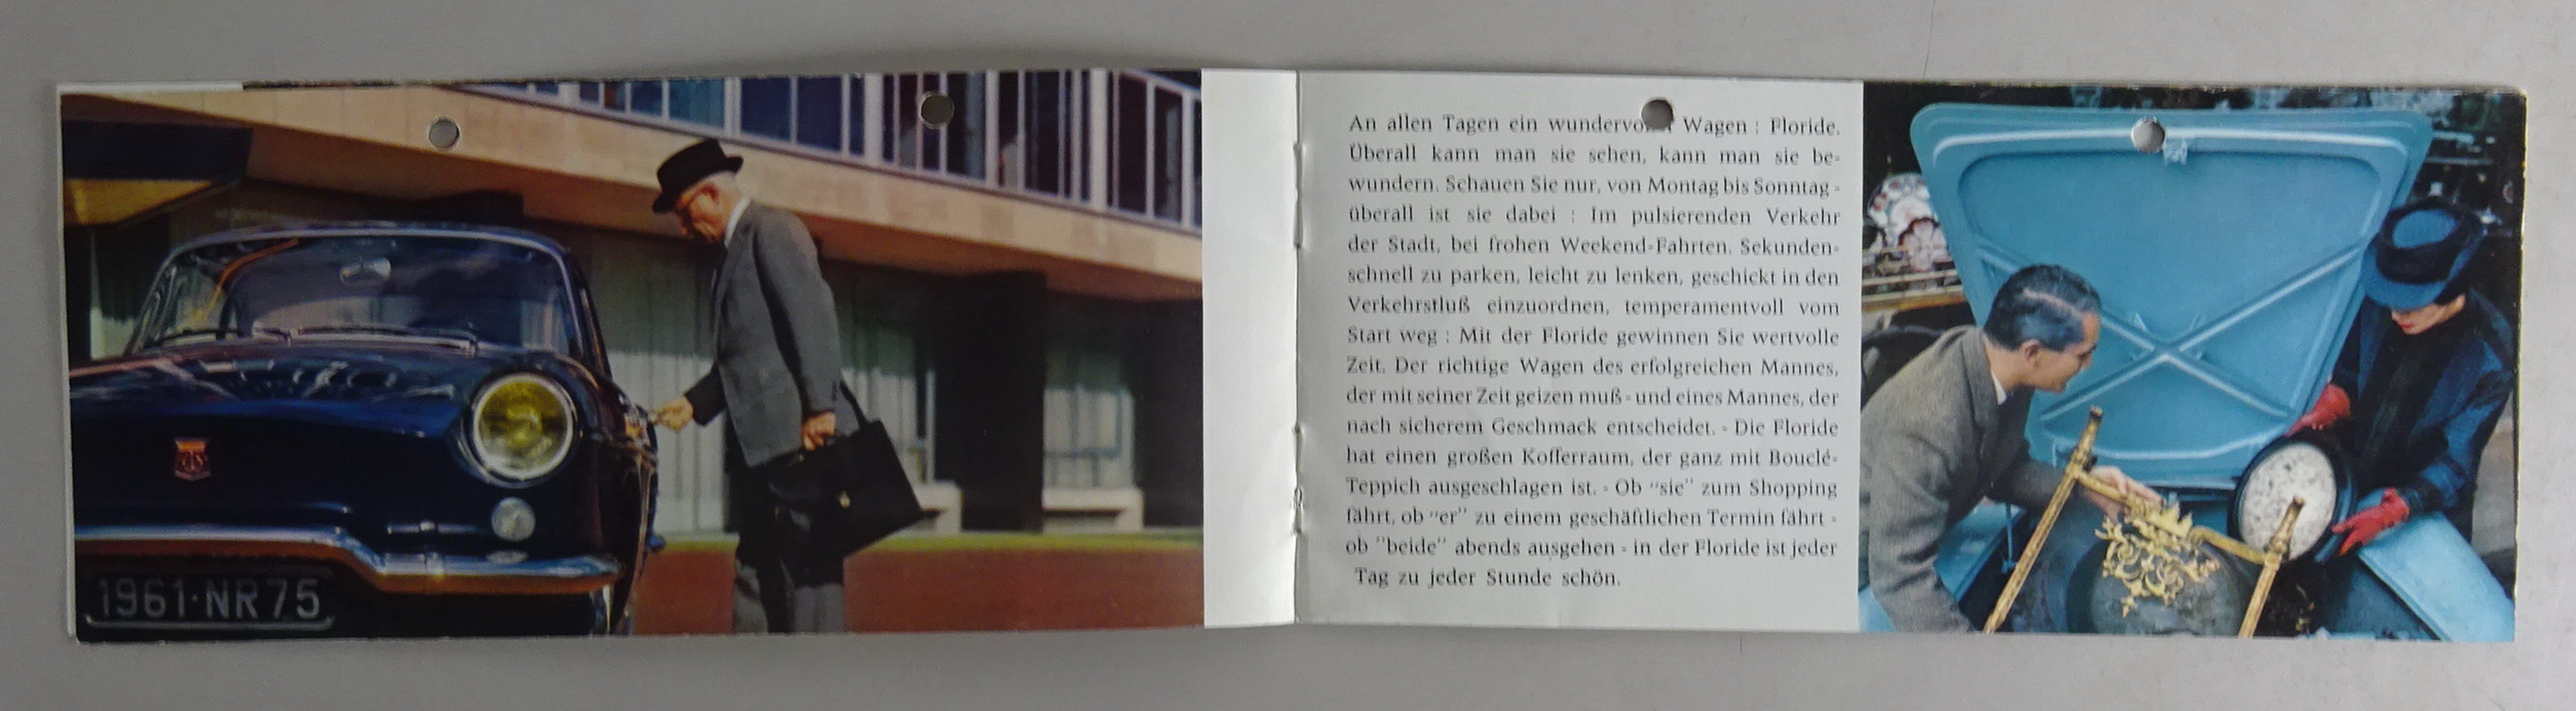 1961·NR75
An allen Tagen ein Wagen : Floride.
Überall kann man sie sehen, kann man sie be-
wundern. Schauen Sie nur, von Montag bis Sonntag -
überall ist sie dabei : Im pulsierenden Verkehr
der Stadt, bei frohen Weekend-Fahrten. Sekunden-
schnell zu parken, leicht zu lenken, geschickt in den
Verkehrsfluß einzuordnen, temperamentvoll vom
Start weg : Mit der Floride gewinnen Sie wertvolle
Zeit. Der richtige Wagen des erfolgreichen Mannes,
der mit seiner Zeit geizen muß - und eines Mannes, der
nach sicherem Geschmack entscheidet. - Die Floride
hat einen großen Kofferraum, der ganz mit Bouclé-
Teppich ausgeschlagen ist. - Ob "sie" zum Shopping
fährt, ob "er" zu einem geschäftlichen Termin fährt -
ob "beide" abends ausgehen - in der Floride ist jeder
Tag zu jeder Stunde schön.